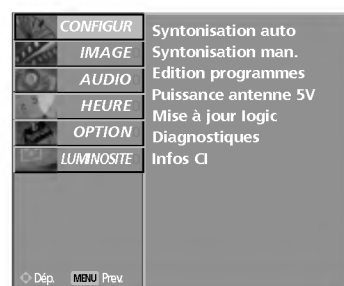 CONFIGUR
IMAGE
AUDIO
HEURE
OPTION
LUMINOSITE
Syntonisation auto
Syntonisation man.
Edition programmes
Puissance antenne 5V
Mise à jour logic
Diagnostiques
Infos CI
Dép. MENU Prev.